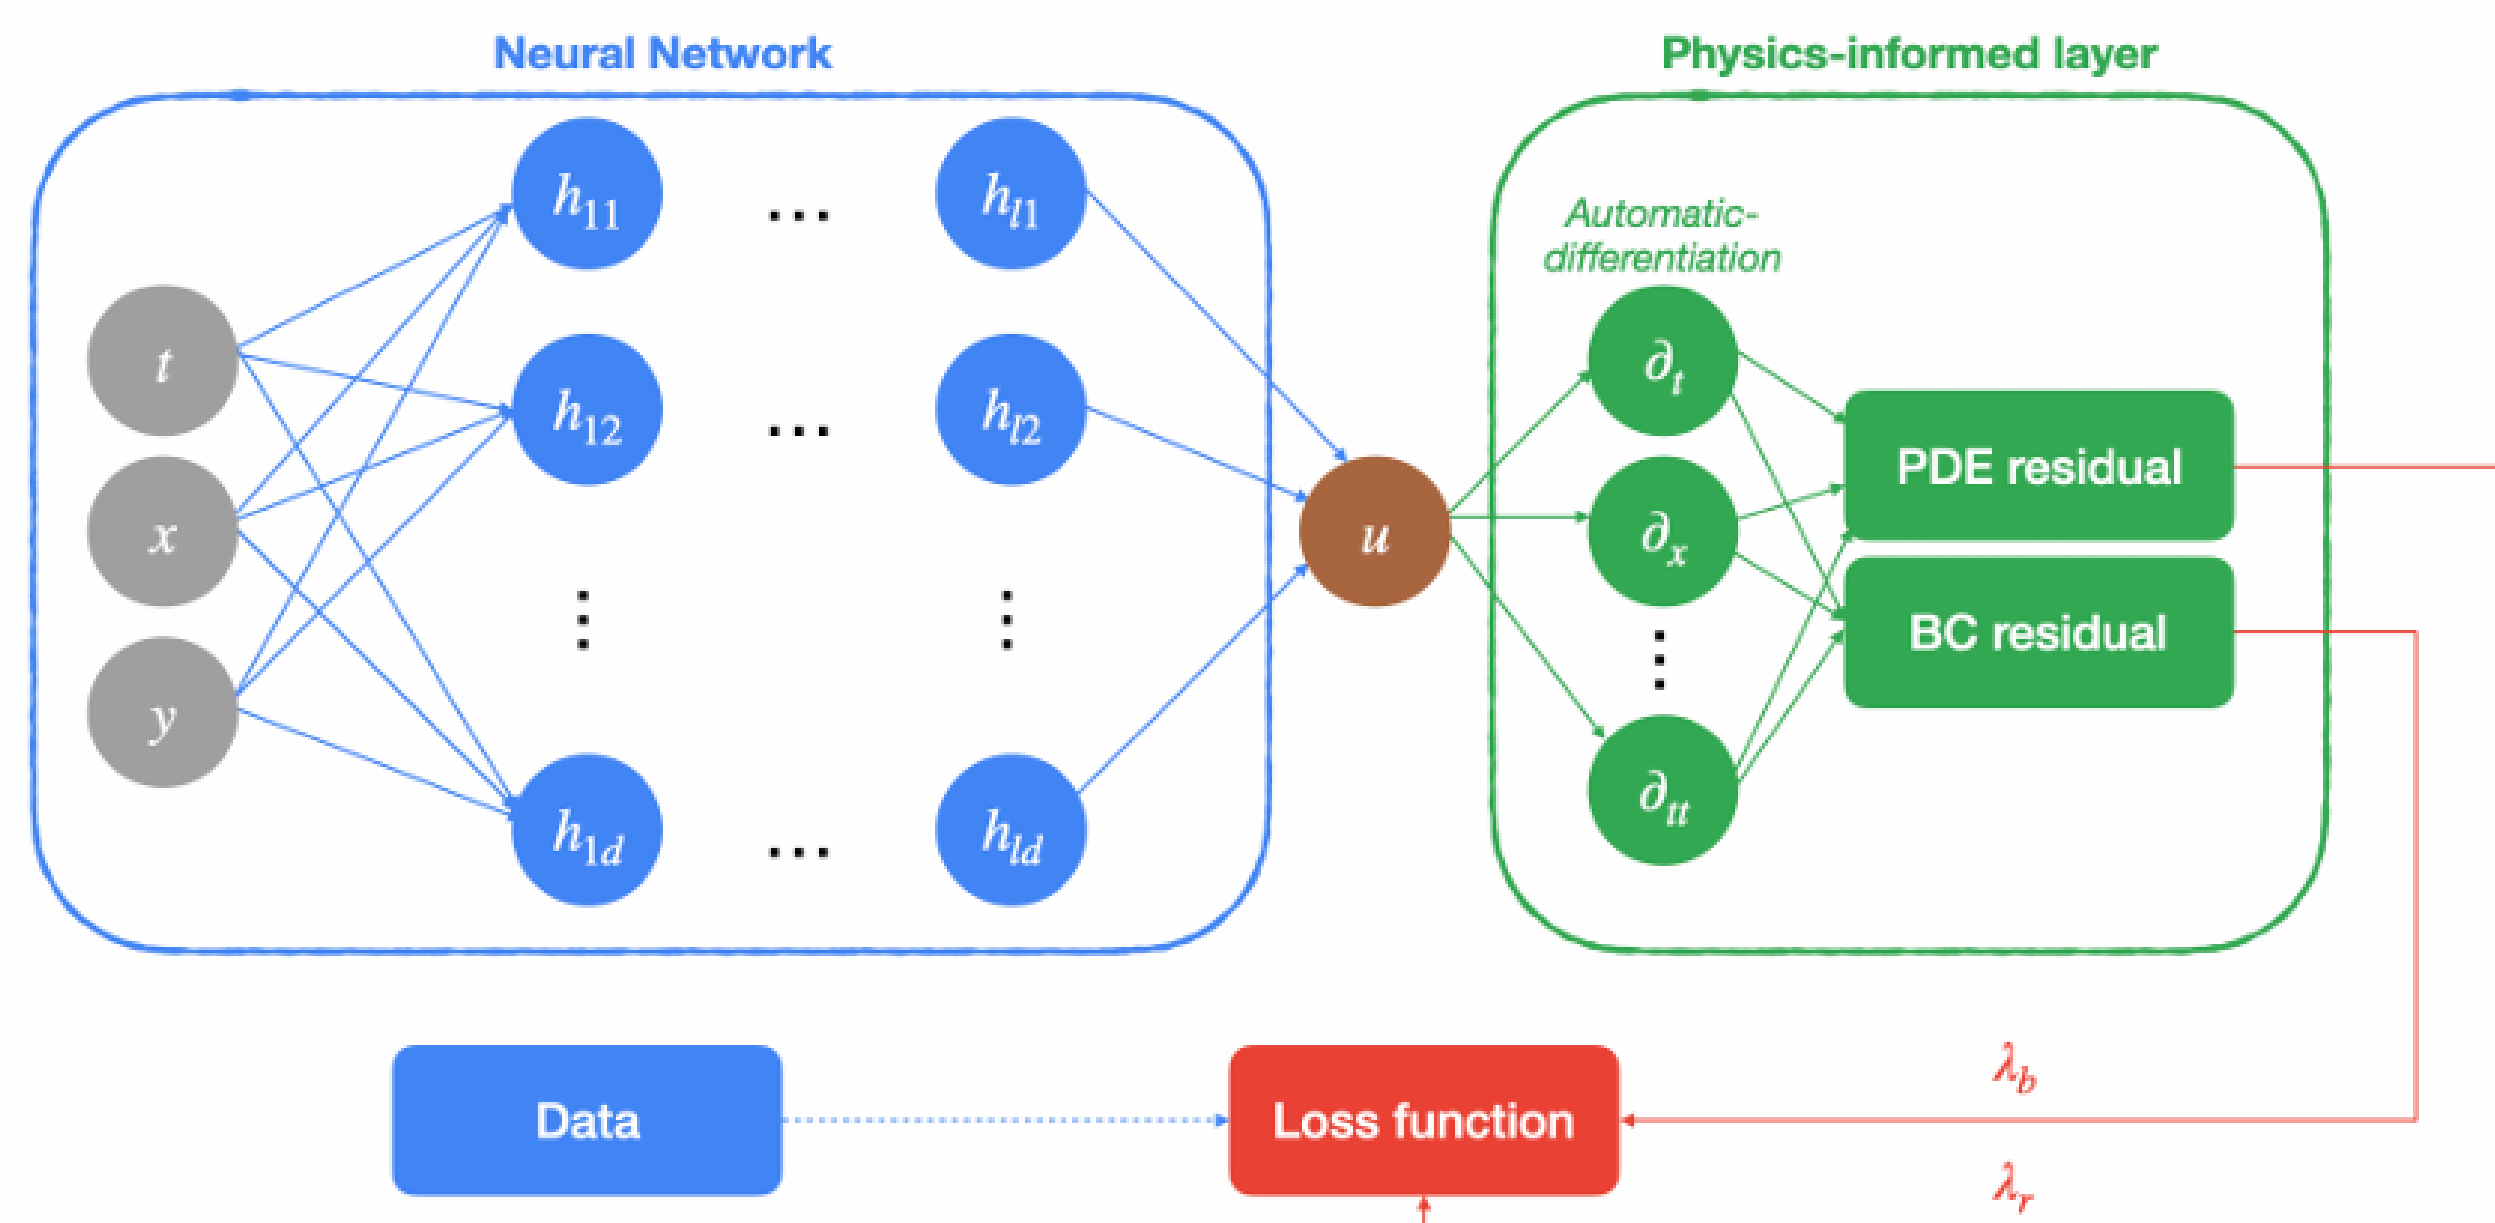 Neural Network
Physics-informed layer
Automatic-
differentiation
h₁₁ ... hₗ₁
t
h₁₂ ... hₗ₂
x
y
h₁d ... hₗd
u
∂ₜ
∂ₓ
∂ₜₜ
PDE residual
BC residual
Data
Loss function
λ_b
λᵣ